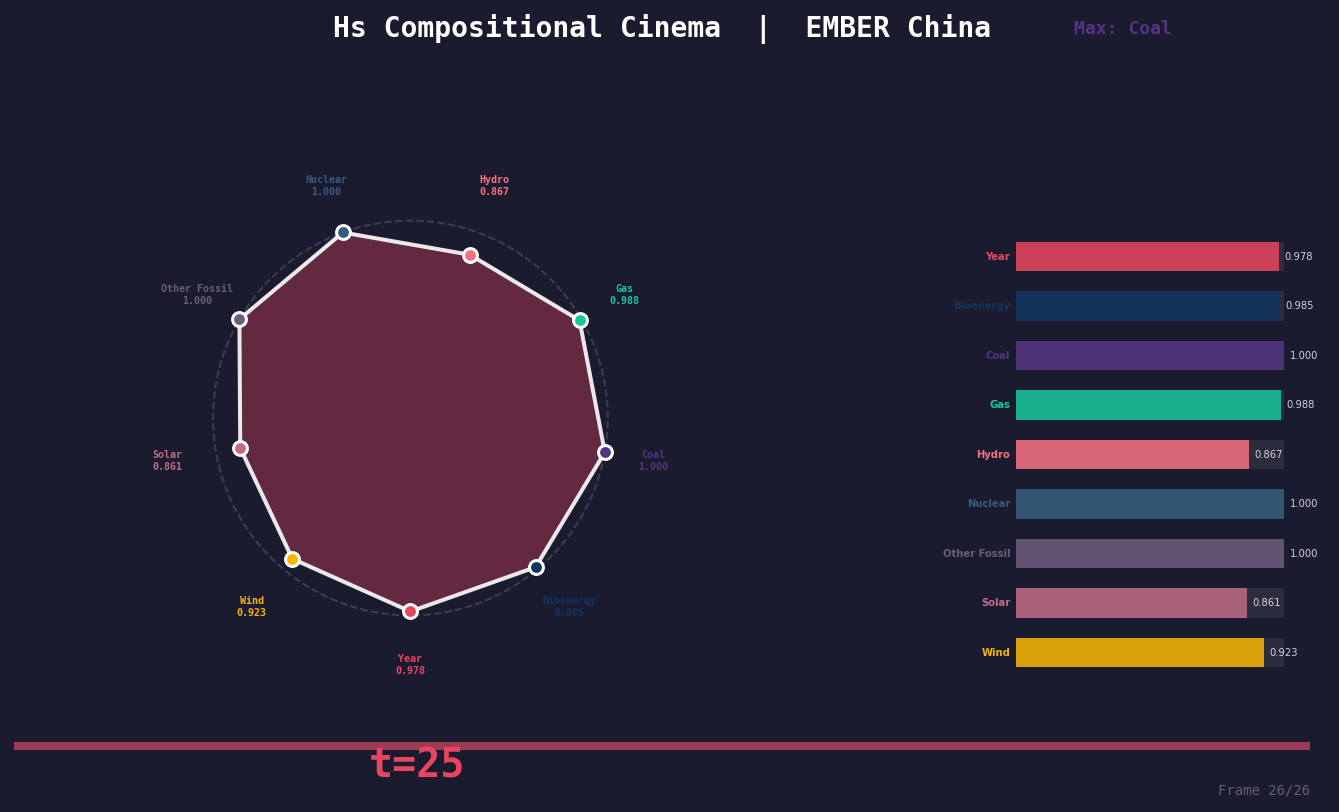 Hs Compositional Cinema | EMBER China
Max: Coal
Nuclear
1.000
Hydro
0.867
Other Fossil
1.000
Gas
0.988
Solar
0.861
Coal
1.000
Wind
0.923
Bioenergy
0.985
Year
0.978
Year 0.978
Bioenergy 0.985
Coal 1.000
Gas 0.988
Hydro 0.867
Nuclear 1.000
Other Fossil 1.000
Solar 0.861
Wind 0.923
t=25
Frame 26/26